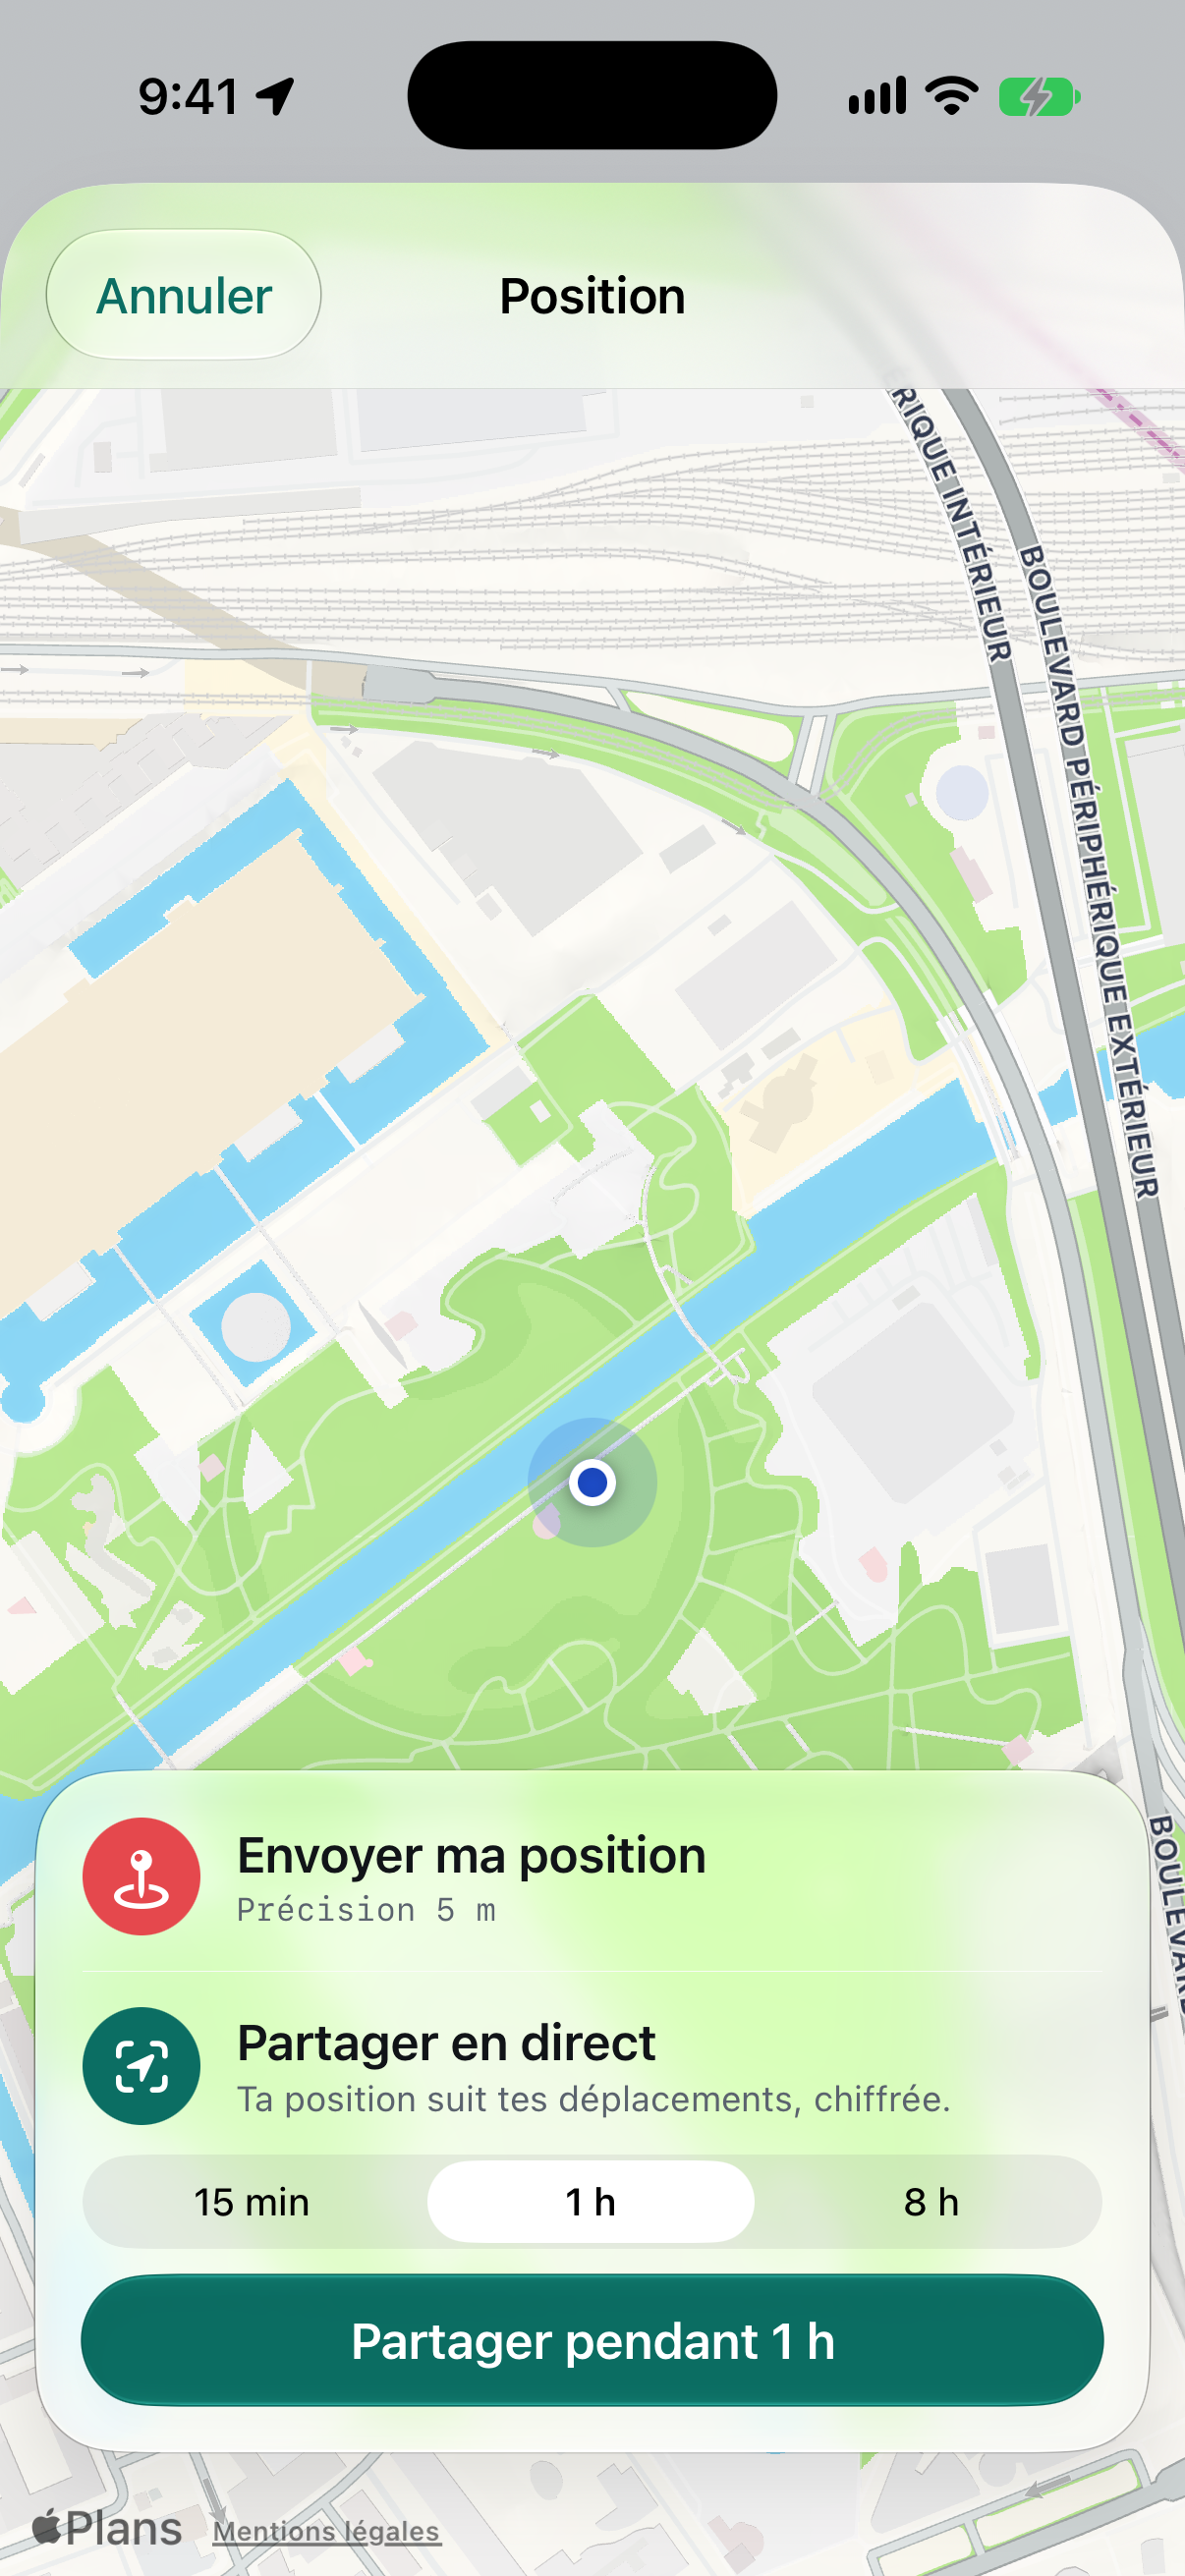 9:41
Annuler
Position
RIQUE INTÉRIEUR
BOULEVARD PÉRIPHÉRIQUE EXTÉRIEUR
Envoyer ma position
Précision 5 m
Partager en direct
Ta position suit tes déplacements, chiffrée.
15 min
1 h
8 h
Partager pendant 1 h
BOULEVARD
Plans
Mentions légales